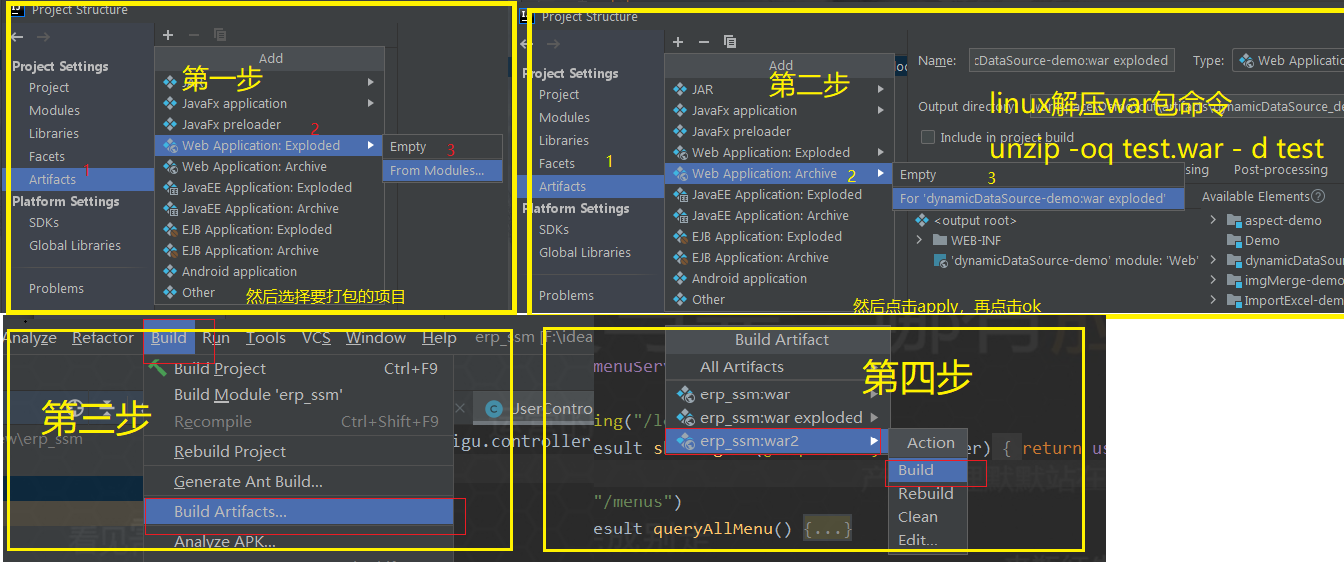 Project Structure
Project Settings
Project
Modules
Libraries
Facets
Artifacts
1
Platform Settings
SDKs
Global Libraries
Problems
Add
第一步
JavaFx application
JavaFx preloader
2
Web Application: Exploded
Web Application: Archive
JavaEE Application: Exploded
JavaEE Application: Archive
EJB Application: Exploded
EJB Application: Archive
Android application
Other
Empty
3
From Modules...
然后选择要打包的项目
Project Structure
Project Settings
Project
Modules
Libraries
Facets
1
Artifacts
Platform Settings
SDKs
Global Libraries
Problems
Add
第二步
JAR
JavaFx application
JavaFx preloader
Web Application: Exploded
Web Application: Archive
2
JavaEE Application: Exploded
JavaEE Application: Archive
EJB Application: Exploded
EJB Application: Archive
Android application
Other
Empty
3
For 'dynamicDataSource-demo:war exploded'
Name: cDataSource-demo:war exploded
Type: Web Applicatio
Output directory:
linux解压war包命令
Include in project build
unzip -oq test.war - d test
sing Post-processing
Available Elements
<output root>
WEB-INF
'dynamicDataSource-demo' module: 'Web'
aspect-demo
Demo
dynamicDataSourc
imgMerge-demo
ImportExcel-demo
然后点击apply，再点击ok
Analyze Refactor Build Run Tools VCS Window Help erp_ssm [F:\idea
第三步
Build Project Ctrl+F9
Build Module 'erp_ssm'
Recompile Ctrl+Shift+F9
Rebuild Project
Generate Ant Build...
Build Artifacts...
Analyze APK...
w\erp_ssm
UserContro
igu.controller
Build Artifact
第四步
All Artifacts
erp_ssm:war
erp_ssm:war exploded
erp_ssm:war2
Action
Build
Rebuild
Clean
Edit...
menuServ
ing("/l
esult s
er) { return us
"/menus")
esult queryAllMenu() {...}